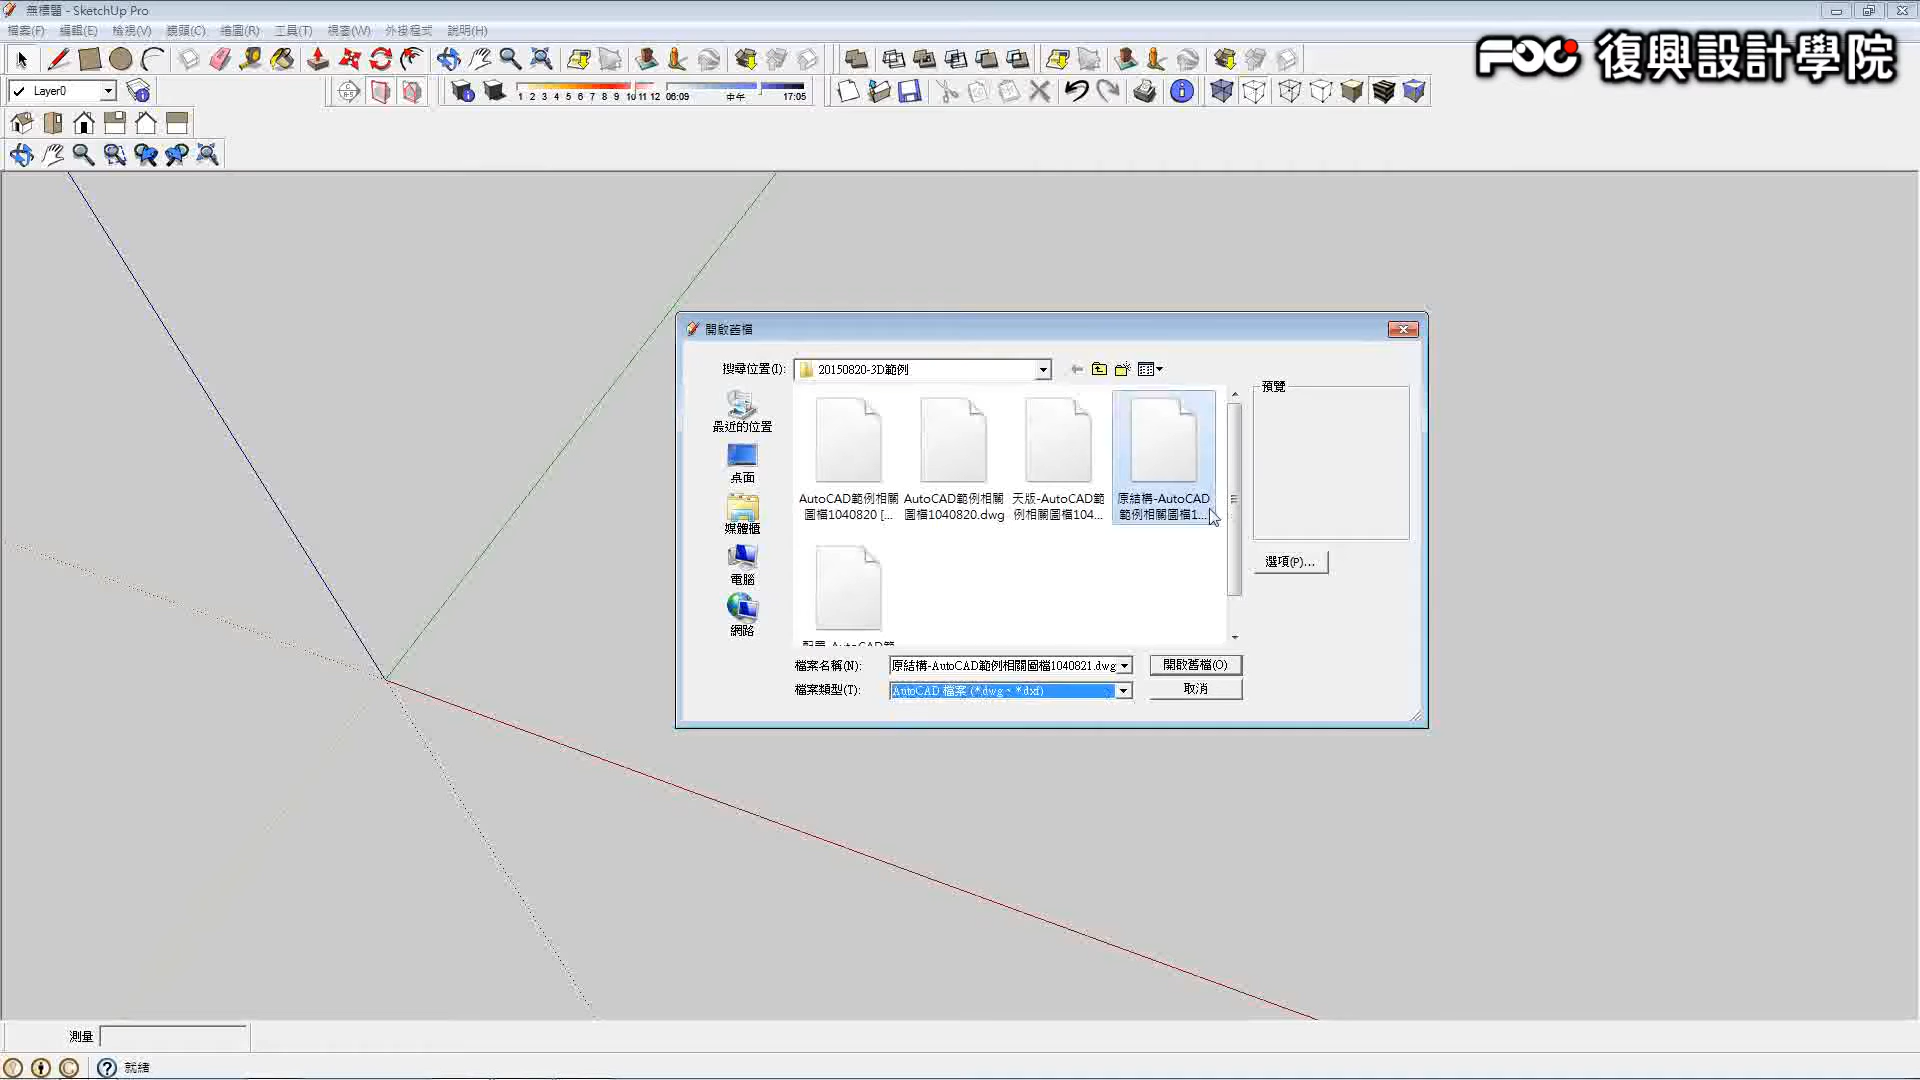 無標題 - SketchUp Pro
檔案(F) 編輯(E) 檢視(V) 鏡頭(C) 繪圖(R) 工具(T) 視窗(W) 外掛程式 說明(H)
FOC 復興設計學院
Layer0
1 2 3 4 5 6 7 8 9 10 11 12 06:09 中午 17:05
開啟舊檔
搜尋位置(I): 20150820-3D範例
預覽
最近的位置
桌面
媒體櫃
電腦
網路
AutoCAD範例相關
圖檔1040820 [...
AutoCAD範例相關
圖檔1040820.dwg
天版-AutoCAD範
例相關圖檔104...
原結構-AutoCAD
範例相關圖檔1...
配置-AutoCAD範
選項(P)...
檔案名稱(N): 原結構-AutoCAD範例相關圖檔1040821.dwg 開啟舊檔(O)
檔案類型(T): AutoCAD 檔案 (*.dwg、*.dxf) 取消
測量
就緒